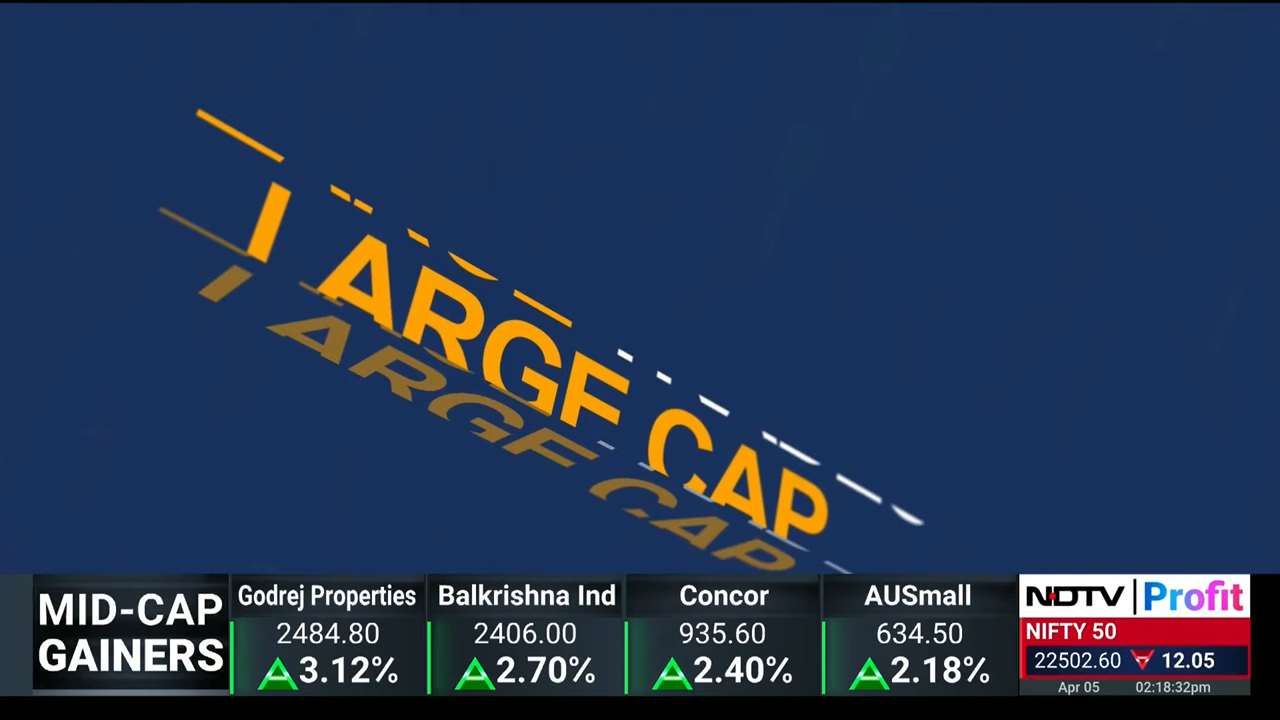 LARGE CAP
MID-CAP
GAINERS
Godrej Properties
2484.80
3.12%
Balkrishna Ind
2406.00
2.70%
Concor
935.60
2.40%
AUSmall
634.50
2.18%
NDTV Profit
NIFTY 50
22502.60 12.05
Apr 05 02:18:32pm